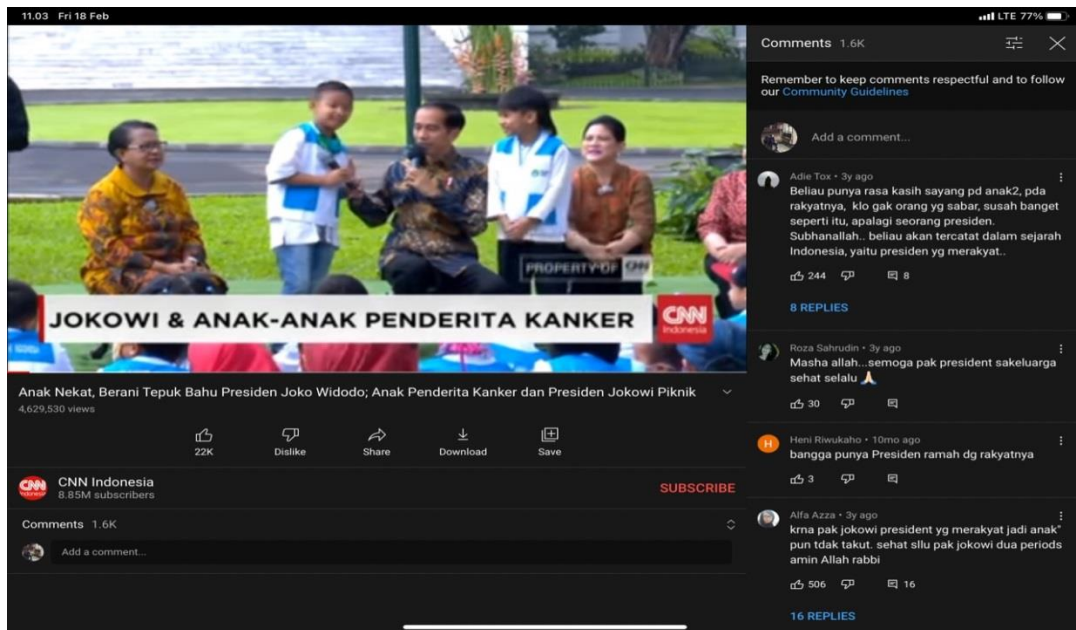 11.03 Fri 18 Feb
LTE 77%
PROPERTY OF CNN
JOKOWI & ANAK-ANAK PENDERITA KANKER
CNN
Indonesia
Anak Nekat, Berani Tepuk Bahu Presiden Joko Widodo; Anak Penderita Kanker dan Presiden Jokowi Piknik
4,629,530 views
22K
Dislike
Share
Download
Save
CNN
Indonesia
CNN Indonesia
8.85M subscribers
SUBSCRIBE
Comments 1.6K
Add a comment...
Comments 1.6K
Remember to keep comments respectful and to follow
our Community Guidelines
Add a comment...
Adie Tox • 3y ago
Beliau punya rasa kasih sayang pd anak2, pda
rakyatnya, klo gak orang yg sabar, susah banget
seperti itu, apalagi seorang presiden.
Subhanallah.. beliau akan tercatat dalam sejarah
Indonesia, yaitu presiden yg merakyat..
244 8
8 REPLIES
Roza Sahrudin • 3y ago
Masha allah...semoga pak president sakeluarga
sehat selalu 🙏
30
H
Heni Riwukaho • 10mo ago
bangga punya Presiden ramah dg rakyatnya
3
Alfa Azza • 3y ago
krna pak jokowi president yg merakyat jadi anak"
pun tdak takut. sehat sllu pak jokowi dua periods
amin Allah rabbi
506 16
16 REPLIES